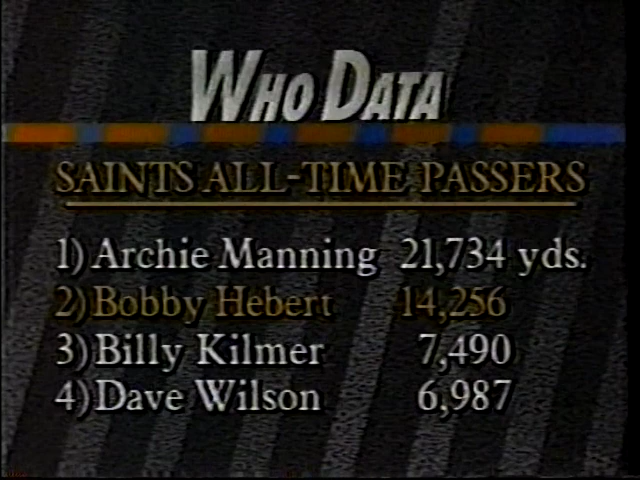 WHO DATA
SAINTS ALL-TIME PASSERS
1) Archie Manning 21,734 yds.
2) Bobby Hebert 14,256
3) Billy Kilmer 7,490
4) Dave Wilson 6,987